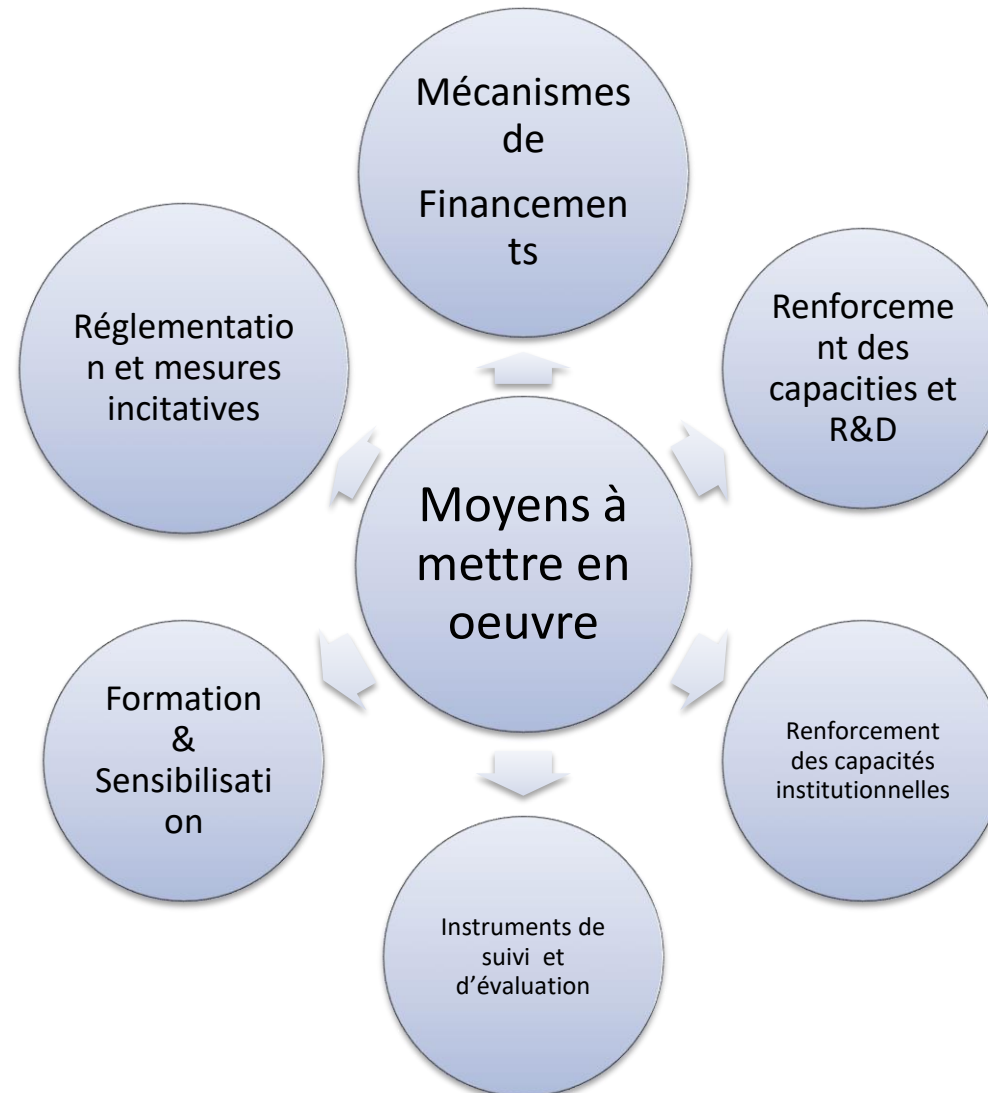 Mécanismes
de
Financemen
ts
Renforceme
nt des
capacities et
R&D
Renforcement
des capacités
institutionnelles
Instruments de
suivi et
d’évaluation
Formation
&
Sensibilisati
on
Réglementatio
n et mesures
incitatives
Moyens à
mettre en
oeuvre